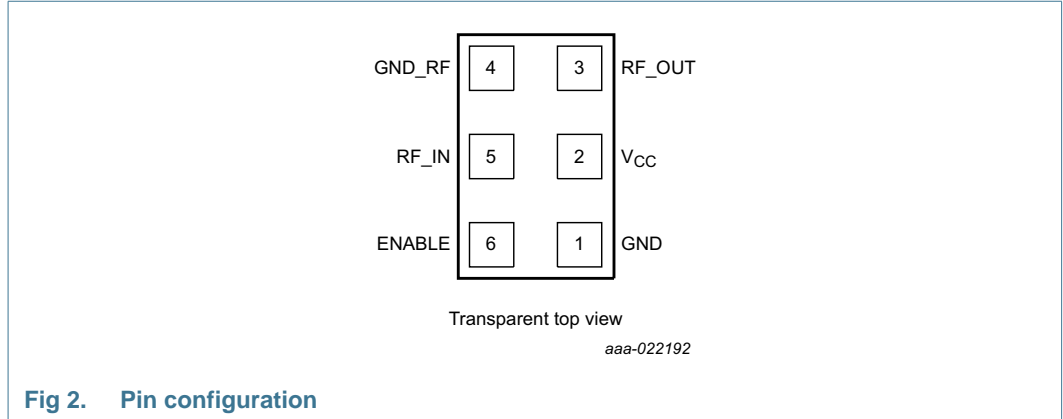 GND_RF 4 3 RF_OUT
RF_IN 5 2 VCC
ENABLE 6 1 GND
Transparent top view
aaa-022192
Fig 2. Pin configuration